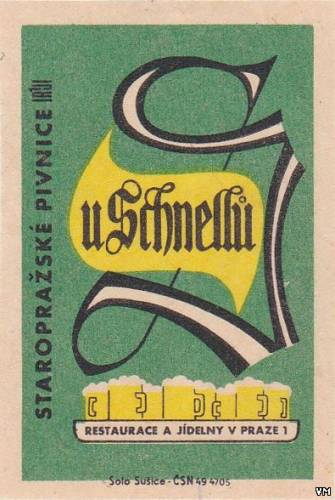 STAROPRAŽSKÉ PIVNICE
u Schnellů
RESTAURACE A JÍDELNY V PRAZE 1
Solo Sušice - ČSN 49 4705
VM